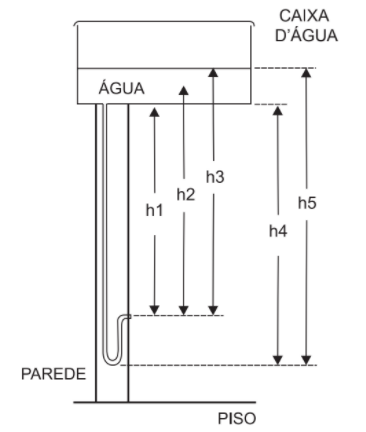 CAIXA
D'ÁGUA
ÁGUA
h1
h2
h3
h4
h5
PAREDE
PISO